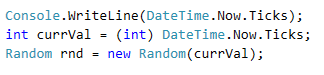 Console.WriteLine(DateTime.Now.Ticks);
int currVal = (int) DateTime.Now.Ticks;
Random rnd = new Random(currVal);